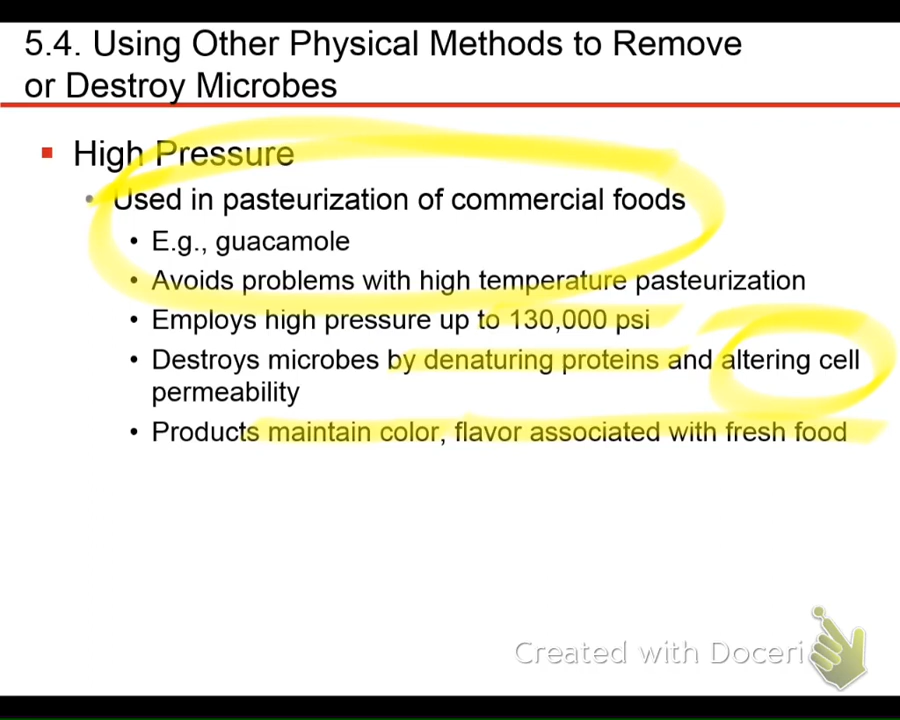 5.4. Using Other Physical Methods to Remove
or Destroy Microbes
High Pressure
Used in pasteurization of commercial foods
E.g., guacamole
Avoids problems with high temperature pasteurization
Employs high pressure up to 130,000 psi
Destroys microbes by denaturing proteins and altering cell
permeability
Products maintain color, flavor associated with fresh food
Created with Doceri